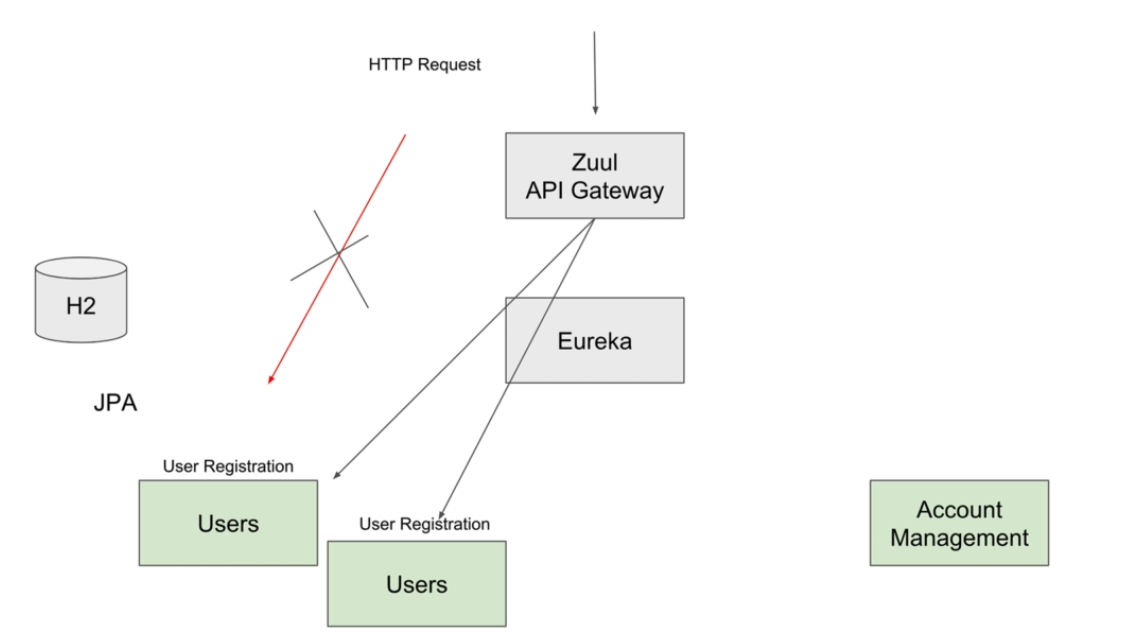 HTTP Request
Zuul
API Gateway
H2
Eureka
JPA
User Registration
Users
User Registration
Users
Account
Management